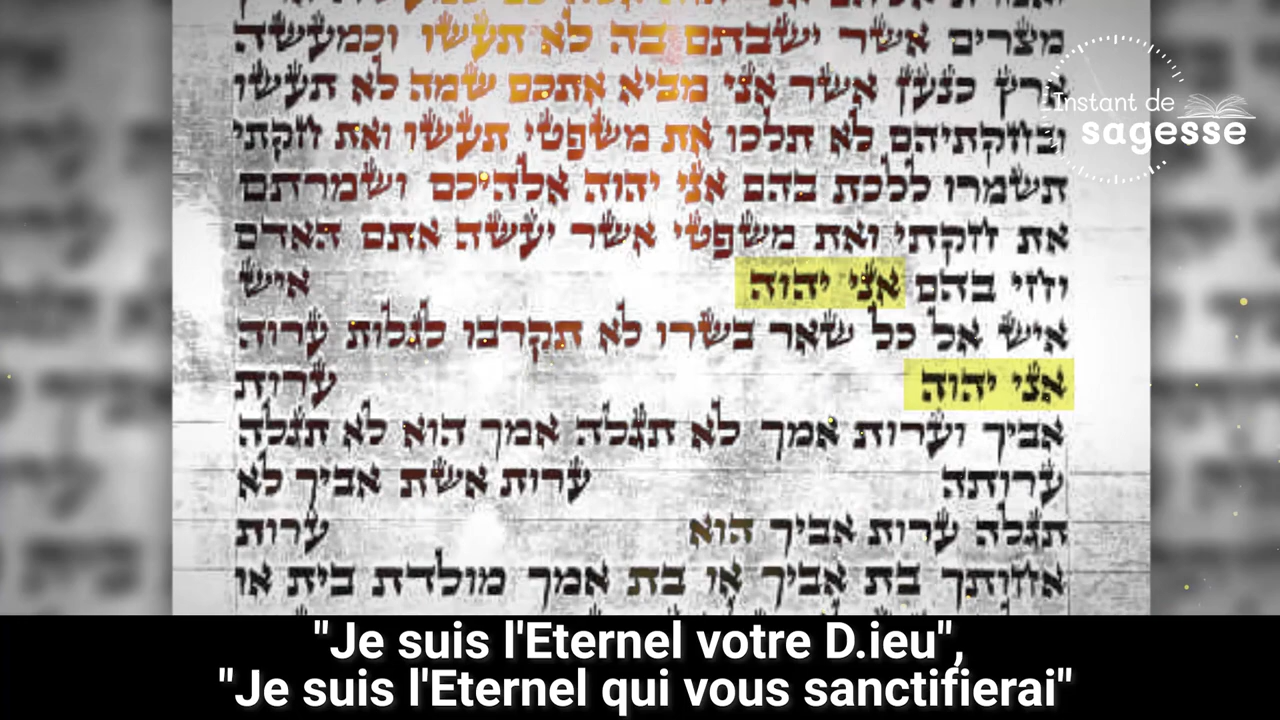 מצרים אשר ישבתם בה לא תעשו וכמעשה
ארץ כנען אשר אני מביא אתכם שמה לא תעשו
ובחקתיהם לא תלכו את משפטי תעשו ואת חקתי
תשמרו ללכת בהם אני יהוה אלהיכם ושמרתם
את חקתי ואת משפטי אשר יעשה אתם האדם
וחי בהם אני יהוה איש
איש אל כל שאר בשרו לא תקרבו לגלות ערוה
אני יהוה ערות
אביך וערות אמך לא תגלה אמך הוא לא תגלה
ערותה ערות אשת אביך לא
תגלה ערות אביך הוא ערות
אחותך בת אביך או בת אמך מולדת בית או
Instant de
sagesse
"Je suis l'Eternel votre D.ieu",
"Je suis l'Eternel qui vous sanctifierai"